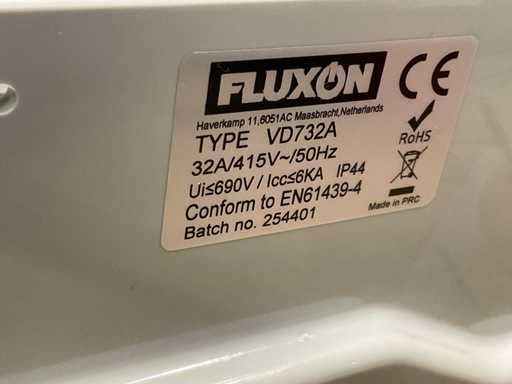 FLUXON
CE
Haverkamp 11,6051AC Maasbracht,Netherlands
TYPE VD732A
RoHS
32A/415V~/50Hz
Ui≤690V / Icc≤6KA IP44
Conform to EN61439-4
Made in PRC
Batch no. 254401